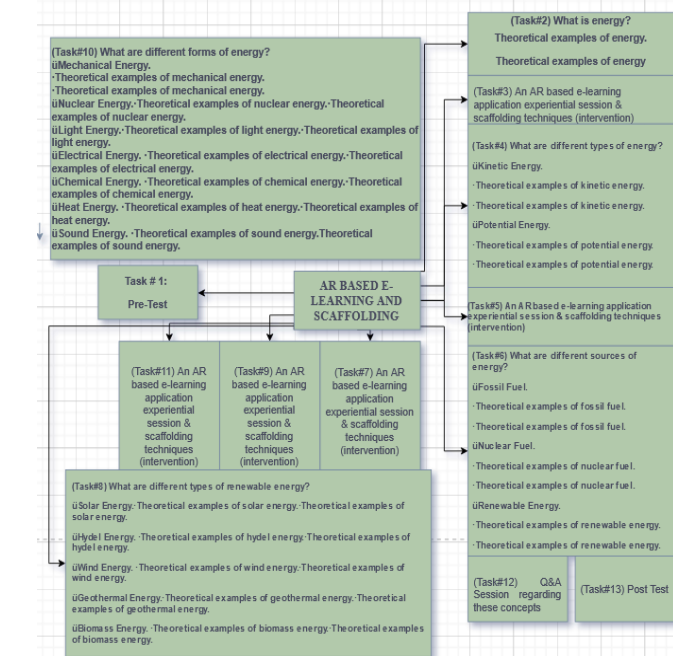 (Task#10) What are different forms of energy?
üMechanical Energy.
·Theoretical examples of mechanical energy.
·Theoretical examples of mechanical energy.
üNuclear Energy.·Theoretical examples of nuclear energy.·Theoretical
examples of nuclear energy.
üLight Energy.·Theoretical examples of light energy.·Theoretical examples of
light energy.
üElectrical Energy. ·Theoretical examples of electrical energy.·Theoretical
examples of electrical energy.
üChemical Energy. ·Theoretical examples of chemical energy.·Theoretical
examples of chemical energy.
üHeat Energy. ·Theoretical examples of heat energy.·Theoretical examples of
heat energy.
üSound Energy. ·Theoretical examples of sound energy.Theoretical
examples of sound energy.
(Task#2) What is energy?
Theoretical examples of energy.
Theoretical examples of energy
(Task#3) An AR based e-learning
application experiential session &
scaffolding techniques (intervention)
(Task#4) What are different types of energy?
üKinetic Energy.
·Theoretical examples of kinetic energy.
·Theoretical examples of kinetic energy.
üPotential Energy.
·Theoretical examples of potential energy.
·Theoretical examples of potential energy.
Task # 1:
Pre-Test
AR BASED E-
LEARNING AND
SCAFFOLDING
(Task#5) An AR based e-learning application
experiential session & scaffolding techniques
(intervention)
(Task#6) What are different sources of
energy?
üFossil Fuel.
·Theoretical examples of fossil fuel.
·Theoretical examples of fossil fuel.
üNuclear Fuel.
·Theoretical examples of nuclear fuel.
·Theoretical examples of nuclear fuel.
üRenewable Energy.
·Theoretical examples of renewable energy.
·Theoretical examples of renewable energy.
(Task#11) An AR
based e-learning
application
experiential
session &
scaffolding
techniques
(intervention)
(Task#9) An AR
based e-learning
application
experiential
session &
scaffolding
techniques
(intervention)
(Task#7) An AR
based e-learning
application
experiential session
& scaffolding
techniques
(intervention)
(Task#8) What are different types of renewable energy?
üSolar Energy.·Theoretical examples of solar energy.·Theoretical examples of
solar energy.
üHydel Energy. ·Theoretical examples of hydel energy.·Theoretical examples of
hydel energy.
üWind Energy. ·Theoretical examples of wind energy.·Theoretical examples of
wind energy.
üGeothermal Energy.·Theoretical examples of geothermal energy.·Theoretical
examples of geothermal energy.
üBiomass Energy. ·Theoretical examples of biomass energy.·Theoretical examples
of biomass energy.
(Task#12) Q&A
Session regarding
these concepts
(Task#13) Post Test